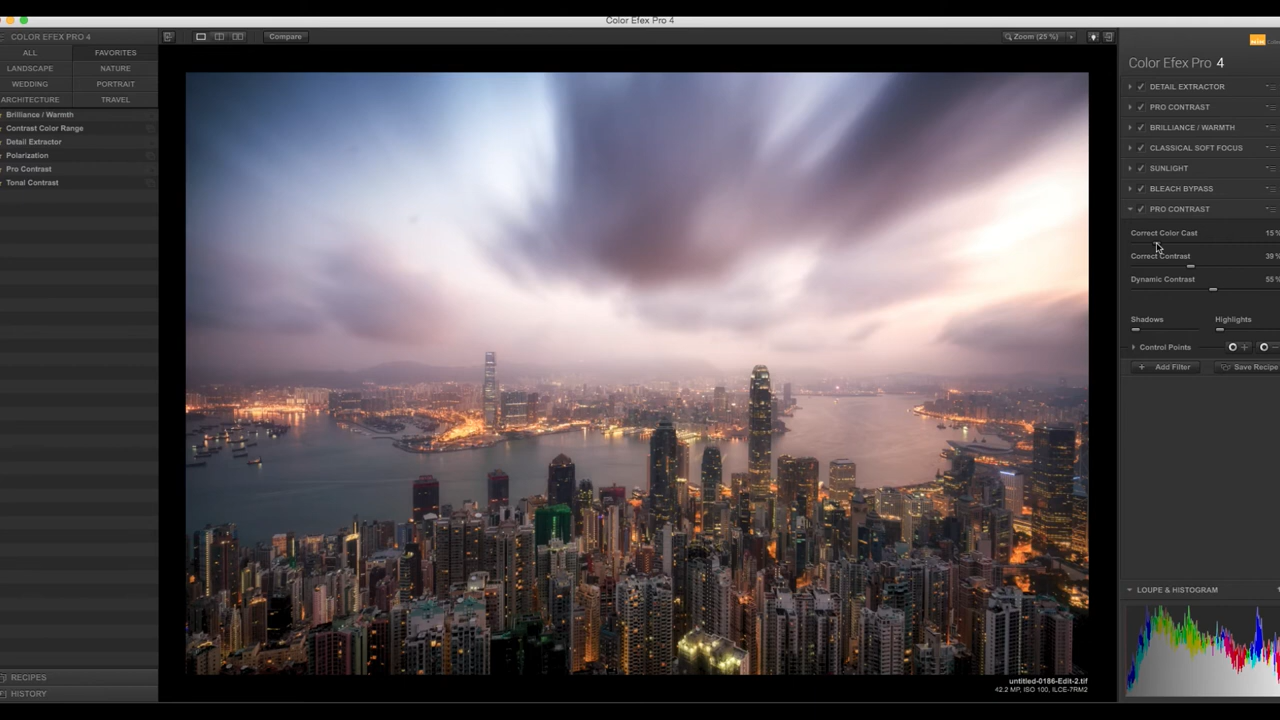 Color Efex Pro 4
COLOR EFEX PRO 4
ALL
FAVORITES
LANDSCAPE
NATURE
WEDDING
PORTRAIT
ARCHITECTURE
TRAVEL
Brilliance / Warmth
Contrast Color Range
Detail Extractor
Polarization
Pro Contrast
Tonal Contrast
RECIPES
HISTORY
Compare
Zoom (25 %)
untitled-0186-Edit-2.tif
42.2 MP, ISO 100, ILCE-7RM2
Color Efex Pro 4
DETAIL EXTRACTOR
PRO CONTRAST
BRILLIANCE / WARMTH
CLASSICAL SOFT FOCUS
SUNLIGHT
BLEACH BYPASS
PRO CONTRAST
Correct Color Cast 15 %
Correct Contrast 39 %
Dynamic Contrast 55 %
Shadows Highlights
Control Points
+ Add Filter Save Recipe
LOUPE & HISTOGRAM